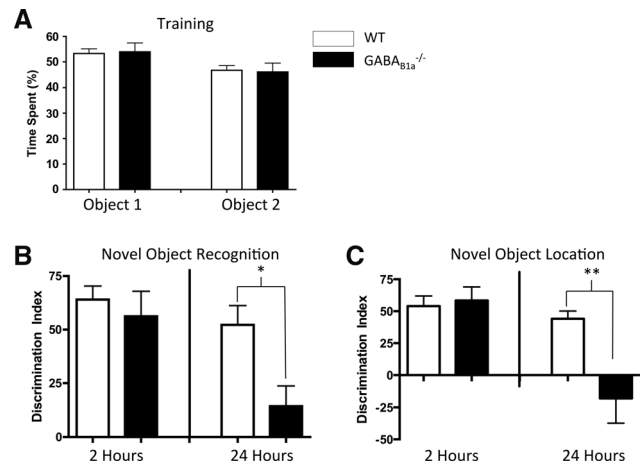 A
Training
WT
GABA_B1a^-/-
Time Spent (%)
60
50
40
30
20
10
0
Object 1
Object 2
B
Novel Object Recognition
*
Discrimination Index
75
50
25
0
2 Hours
24 Hours
C
Novel Object Location
**
Discrimination Index
75
50
25
0
-25
-50
2 Hours
24 Hours